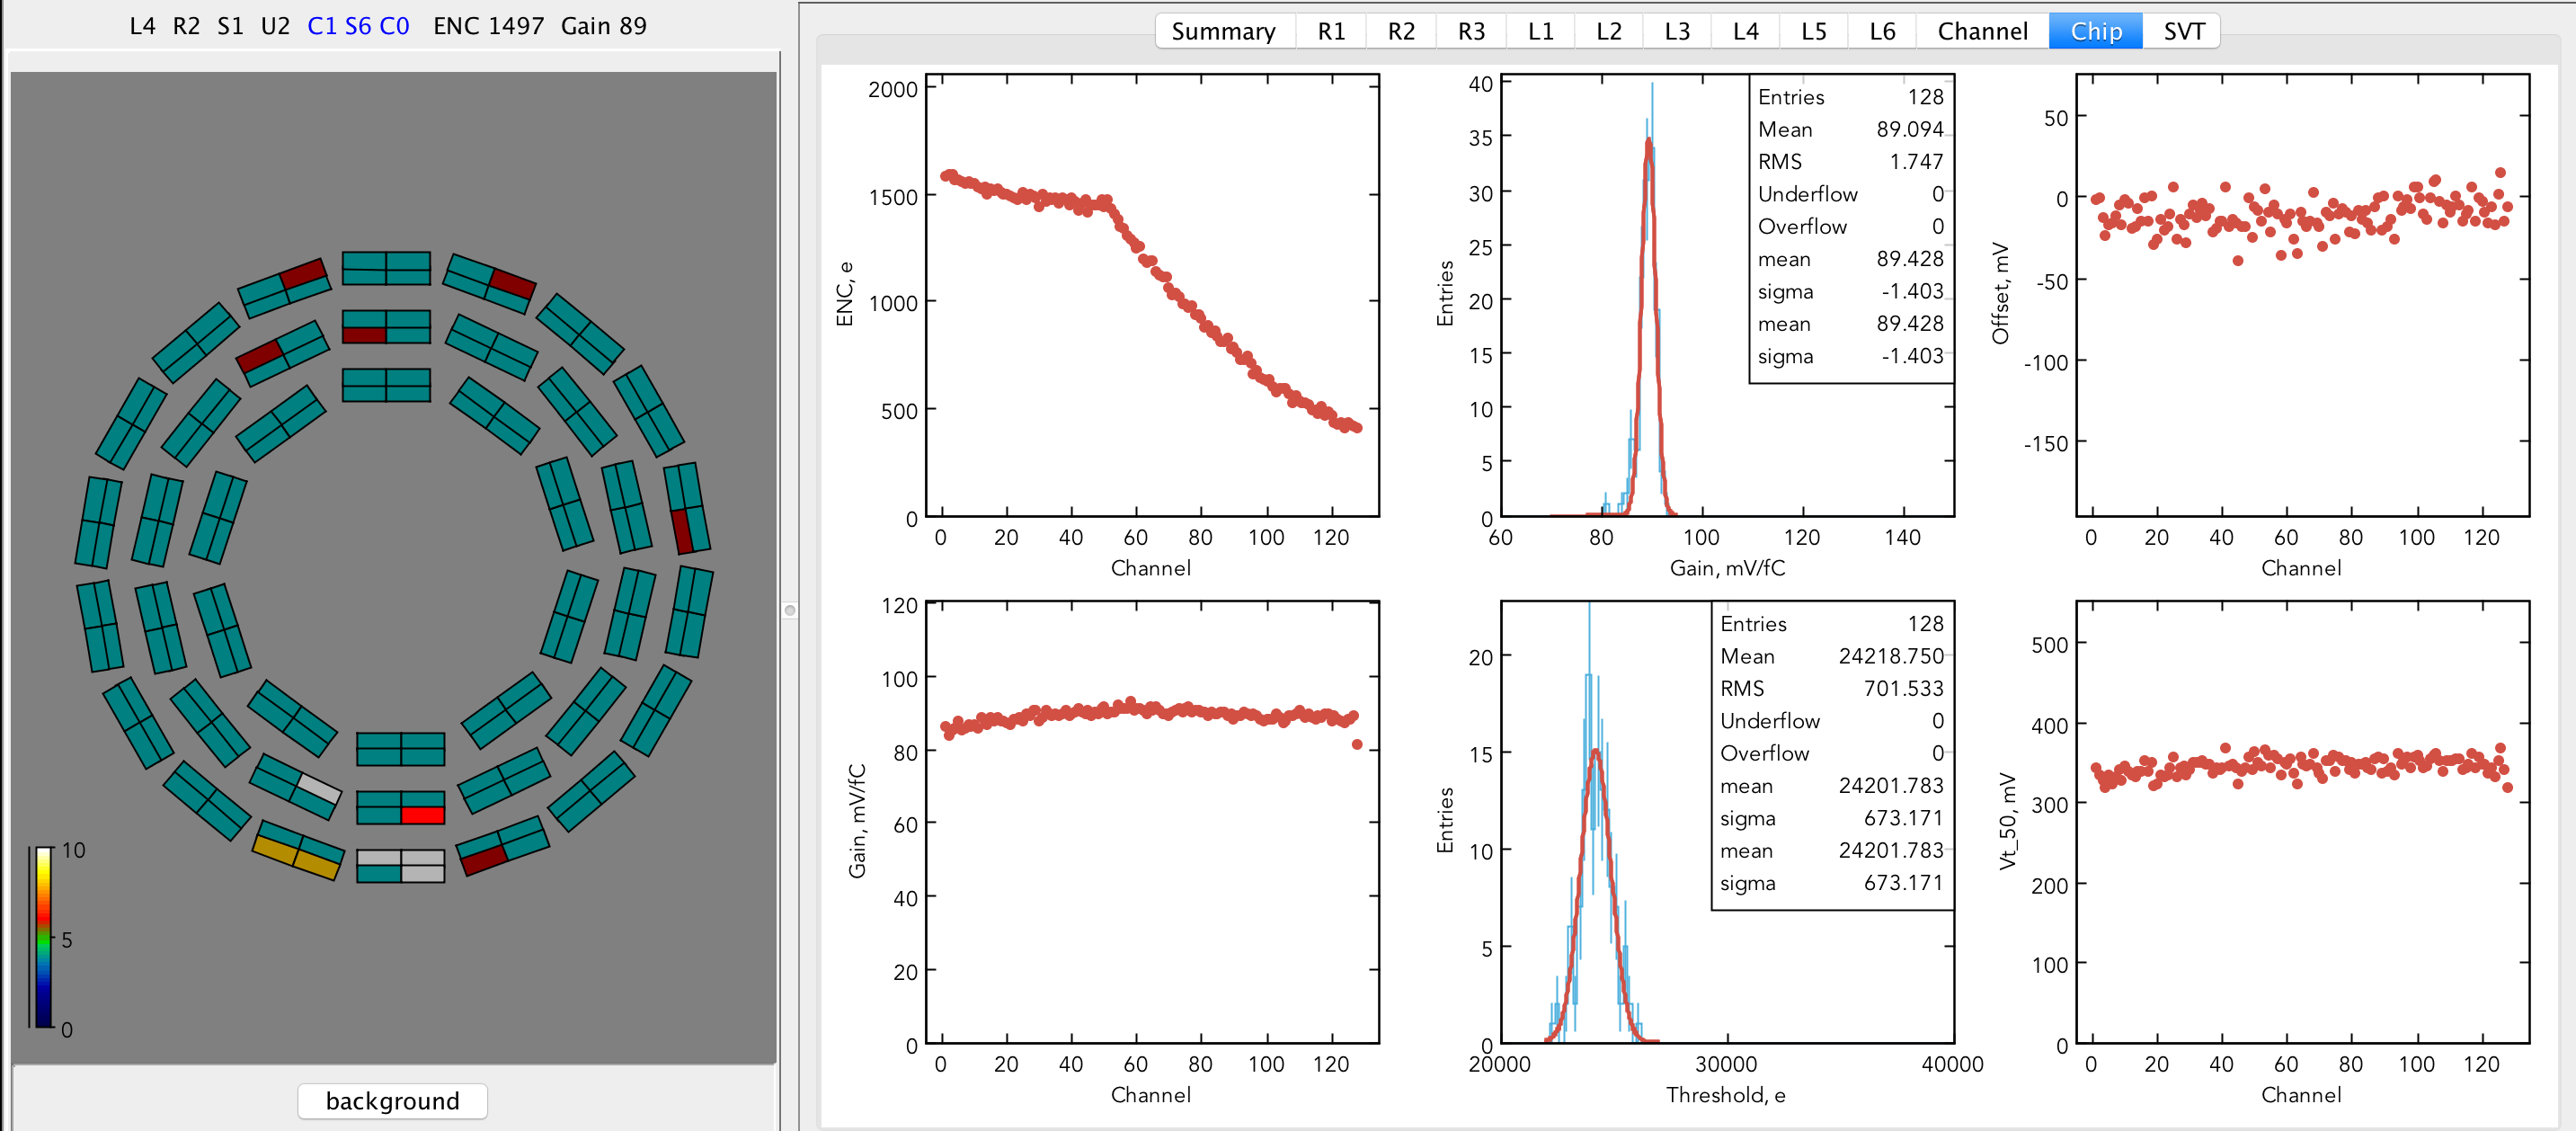 L4 R2 S1 U2 C1 S6 C0 ENC 1497 Gain 89
Summary R1 R2 R3 L1 L2 L3 L4 L5 L6 Channel Chip SVT
10
5
0
background
2000
1500
1000
500
0
ENC, e
0 20 40 60 80 100 120
Channel
40
35
30
25
20
15
10
5
0
Entries
60 80 100 120 140
Gain, mV/fC
Entries 128
Mean 89.094
RMS 1.747
Underflow 0
Overflow 0
mean 89.428
sigma -1.403
mean 89.428
sigma -1.403
50
0
-50
-100
-150
Offset, mV
0 20 40 60 80 100 120
Channel
120
100
80
60
40
20
0
Gain, mV/fC
0 20 40 60 80 100 120
Channel
20
15
10
5
0
Entries
20000 30000 40000
Threshold, e
Entries 128
Mean 24218.750
RMS 701.533
Underflow 0
Overflow 0
mean 24201.783
sigma 673.171
mean 24201.783
sigma 673.171
500
400
300
200
100
0
Vt_50, mV
0 20 40 60 80 100 120
Channel